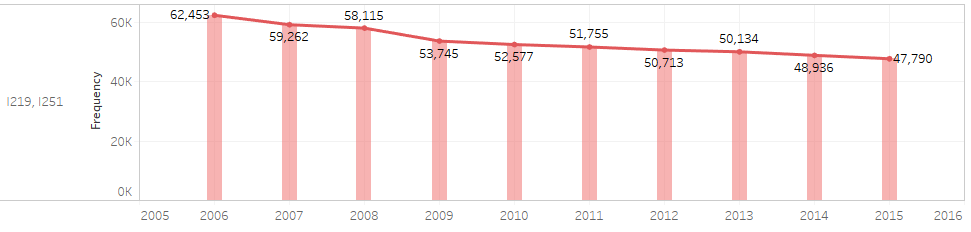 I219, I251
Frequency
60K
40K
20K
0K
62,453
59,262
58,115
53,745
52,577
51,755
50,713
50,134
48,936
47,790
2005 2006 2007 2008 2009 2010 2011 2012 2013 2014 2015 2016